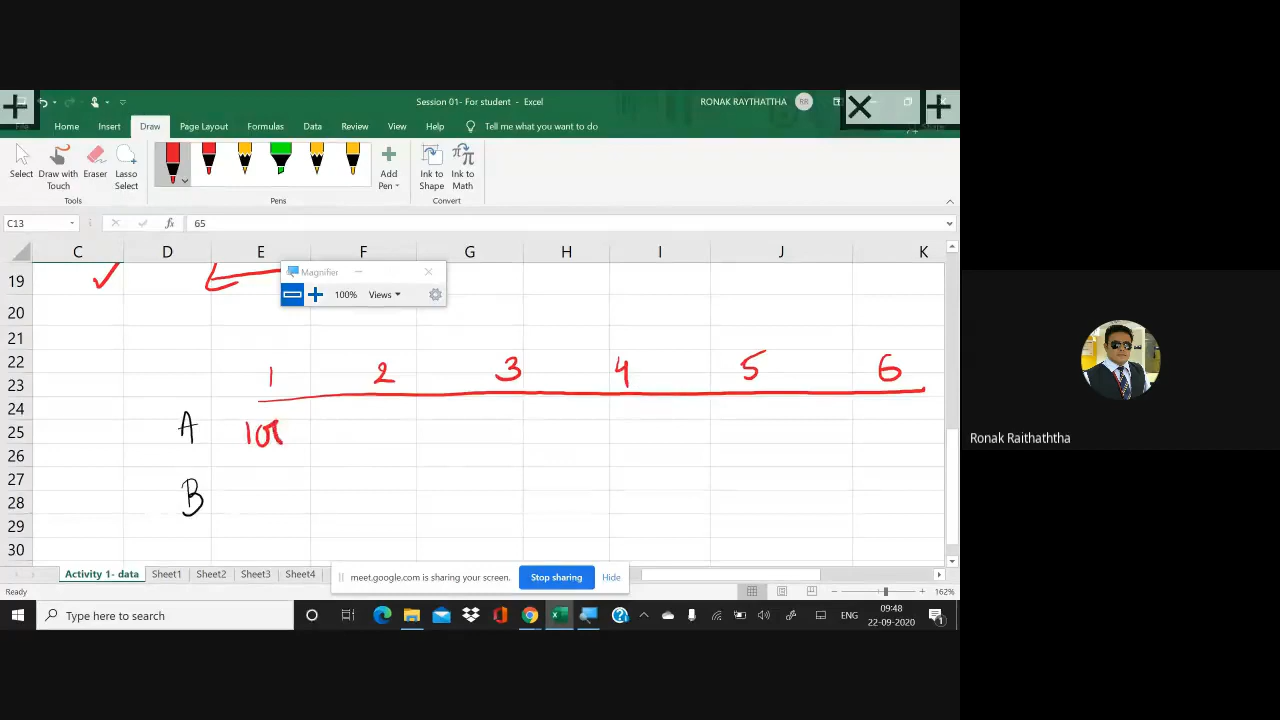 Session 01- For student - Excel
RONAK RAYTHATTHA RR
File Home Insert Draw Page Layout Formulas Data Review View Help Tell me what you want to do
Select Draw with Touch Eraser Lasso Select Add Pen Ink to Shape Ink to Math
Tools Pens Convert
C13 fx 65
C D E F G H I J K
Magnifier
100% Views
19
20
21
22
23
24
25
26
27
28
29
30
1 2 3 4 5 6
A 100
B
Ronak Raithaththa
Activity 1- data Sheet1 Sheet2 Sheet3 Sheet4
meet.google.com is sharing your screen. Stop sharing Hide
Ready 162%
Type here to search
ENG 09:48
22-09-2020
1